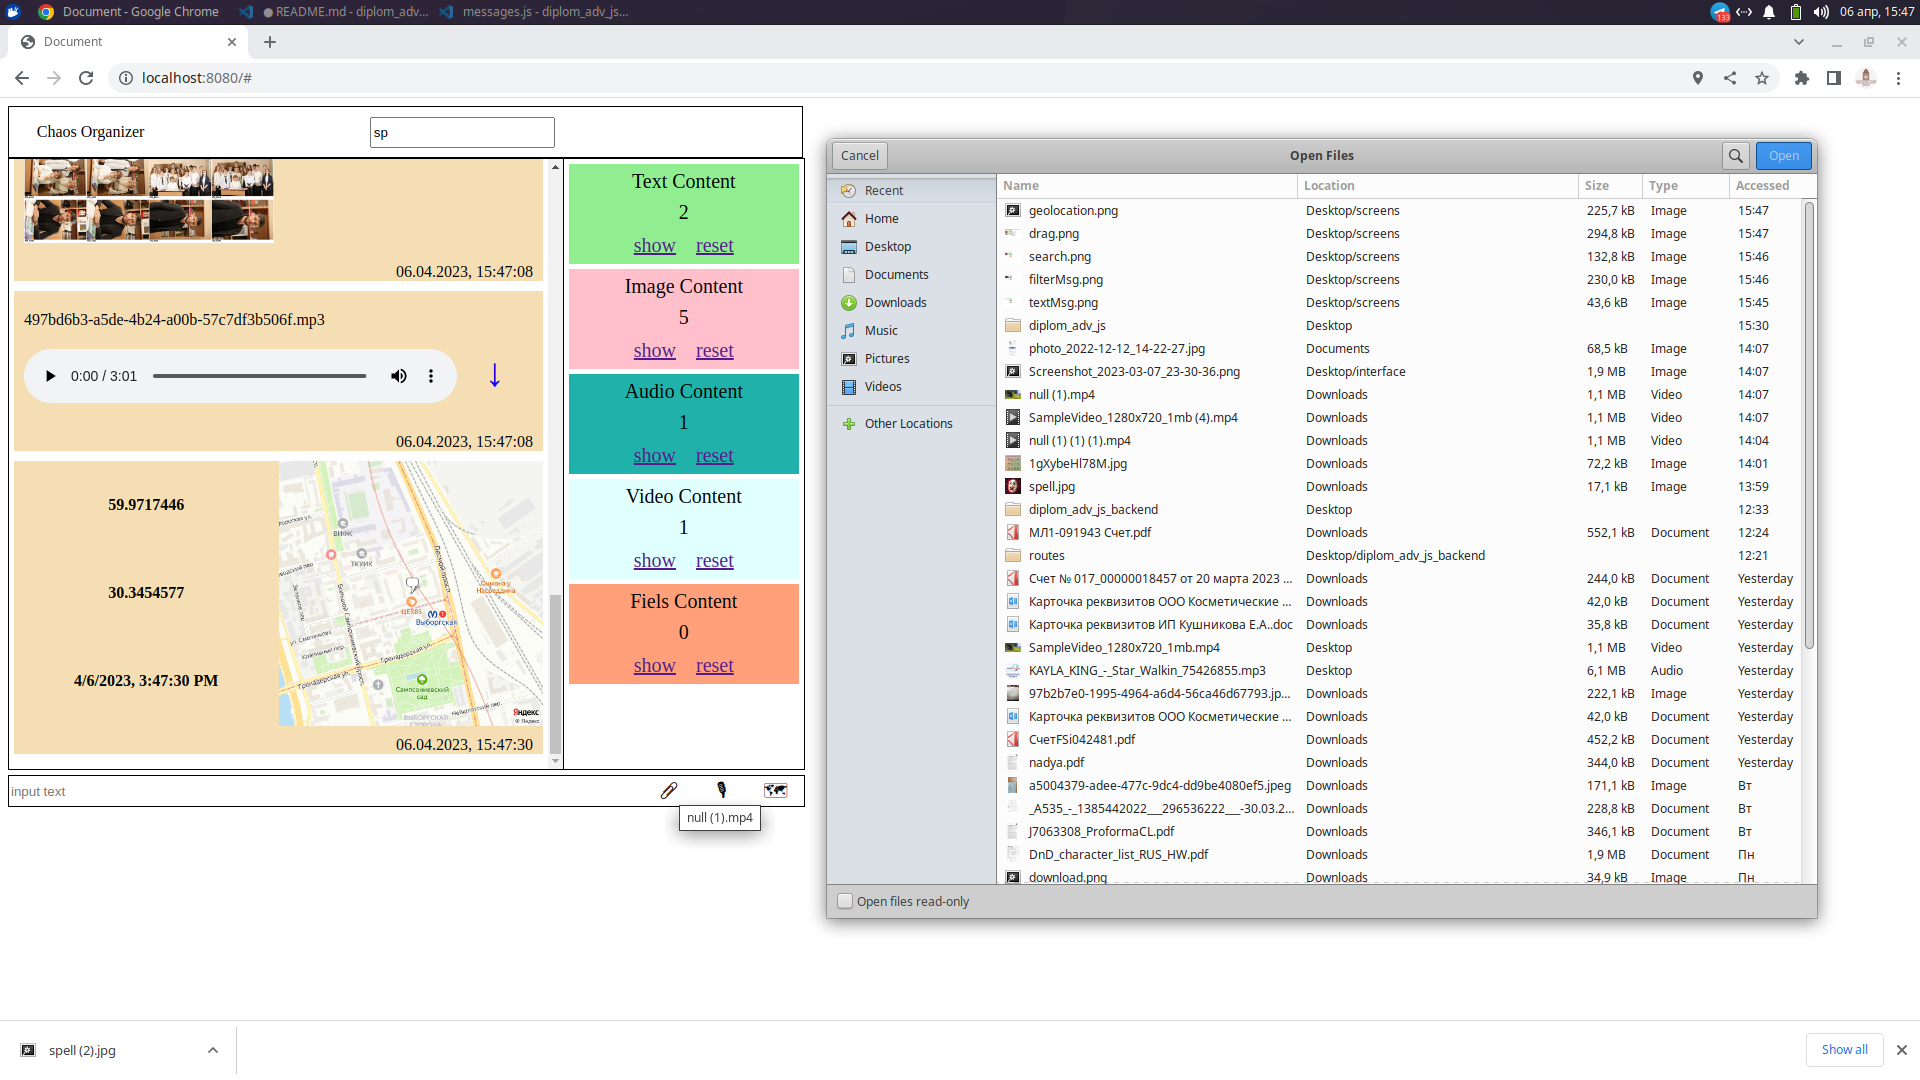 Document - Google Chrome
● README.md - diplom_adv...
messages.js - diplom_adv_js...
133
06 апр, 15:47
Document
localhost:8080/#
Chaos Organizer
sp
06.04.2023, 15:47:08
497bd6b3-a5de-4b24-a00b-57c7df3b506f.mp3
0:00 / 3:01
06.04.2023, 15:47:08
59.9717446
30.3454577
4/6/2023, 3:47:30 PM
ВИФК
ТКУИК
ЦЕХ85
Выборгская
Лесной просп.
Ошхона у Насреддина
Гренадерская ул.
Сампсониевский сад
ВЫБОРГСКАЯ СТОРОНА
Нейшлотский пер.
Яндекс
© Яндекс
06.04.2023, 15:47:30
Text Content
2
show reset
Image Content
5
show reset
Audio Content
1
show reset
Video Content
1
show reset
Fiels Content
0
show reset
input text
null (1).mp4
Cancel
Open Files
Open
Recent
Home
Desktop
Documents
Downloads
Music
Pictures
Videos
Other Locations
Name Location Size Type Accessed
geolocation.png Desktop/screens 225,7 kB Image 15:47
drag.png Desktop/screens 294,8 kB Image 15:47
search.png Desktop/screens 132,8 kB Image 15:46
filterMsg.png Desktop/screens 230,0 kB Image 15:46
textMsg.png Desktop/screens 43,6 kB Image 15:45
diplom_adv_js Desktop 15:30
photo_2022-12-12_14-22-27.jpg Documents 68,5 kB Image 14:07
Screenshot_2023-03-07_23-30-36.png Desktop/interface 1,9 MB Image 14:07
null (1).mp4 Downloads 1,1 MB Video 14:07
SampleVideo_1280x720_1mb (4).mp4 Downloads 1,1 MB Video 14:07
null (1) (1) (1).mp4 Downloads 1,1 MB Video 14:04
1gXybeHl78M.jpg Downloads 72,2 kB Image 14:01
spell.jpg Downloads 17,1 kB Image 13:59
diplom_adv_js_backend Desktop 12:33
МЛ1-091943 Счет.pdf Downloads 552,1 kB Document 12:24
routes Desktop/diplom_adv_js_backend 12:21
Счет № 017_00000018457 от 20 марта 2023 ... Downloads 244,0 kB Document Yesterday
Карточка реквизитов ООО Косметические ... Downloads 42,0 kB Document Yesterday
Карточка реквизитов ИП Кушникова Е.А..doc Downloads 35,8 kB Document Yesterday
SampleVideo_1280x720_1mb.mp4 Desktop 1,1 MB Video Yesterday
KAYLA_KING_-_Star_Walkin_75426855.mp3 Desktop 6,1 MB Audio Yesterday
97b2b7e0-1995-4964-a6d4-56ca46d67793.jp... Downloads 222,1 kB Image Yesterday
Карточка реквизитов ООО Косметические ... Downloads 42,0 kB Document Yesterday
СчетFSi042481.pdf Downloads 452,2 kB Document Yesterday
nadya.pdf Downloads 344,0 kB Document Yesterday
a5004379-adee-477c-9dc4-dd9be4080ef5.jpeg Downloads 171,1 kB Image Вт
_A535_-_1385442022___296536222___-30.03.2... Downloads 228,8 kB Document Вт
J7063308_ProformaCL.pdf Downloads 346,1 kB Document Вт
DnD_character_list_RUS_HW.pdf Downloads 1,9 MB Document Пн
download.png Downloads 34,9 kB Image Пн
Open files read-only
spell (2).jpg
Show all